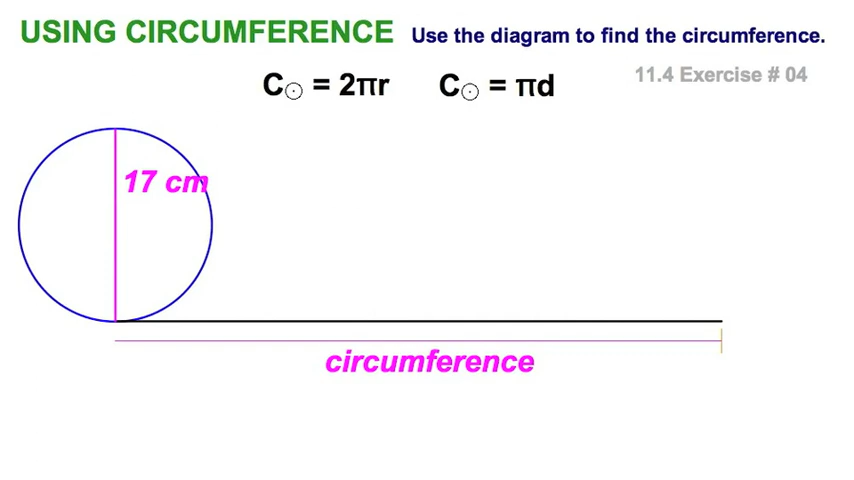 USING CIRCUMFERENCE Use the diagram to find the circumference.
C⊙ = 2πr C⊙ = πd 11.4 Exercise # 04
17 cm
circumference